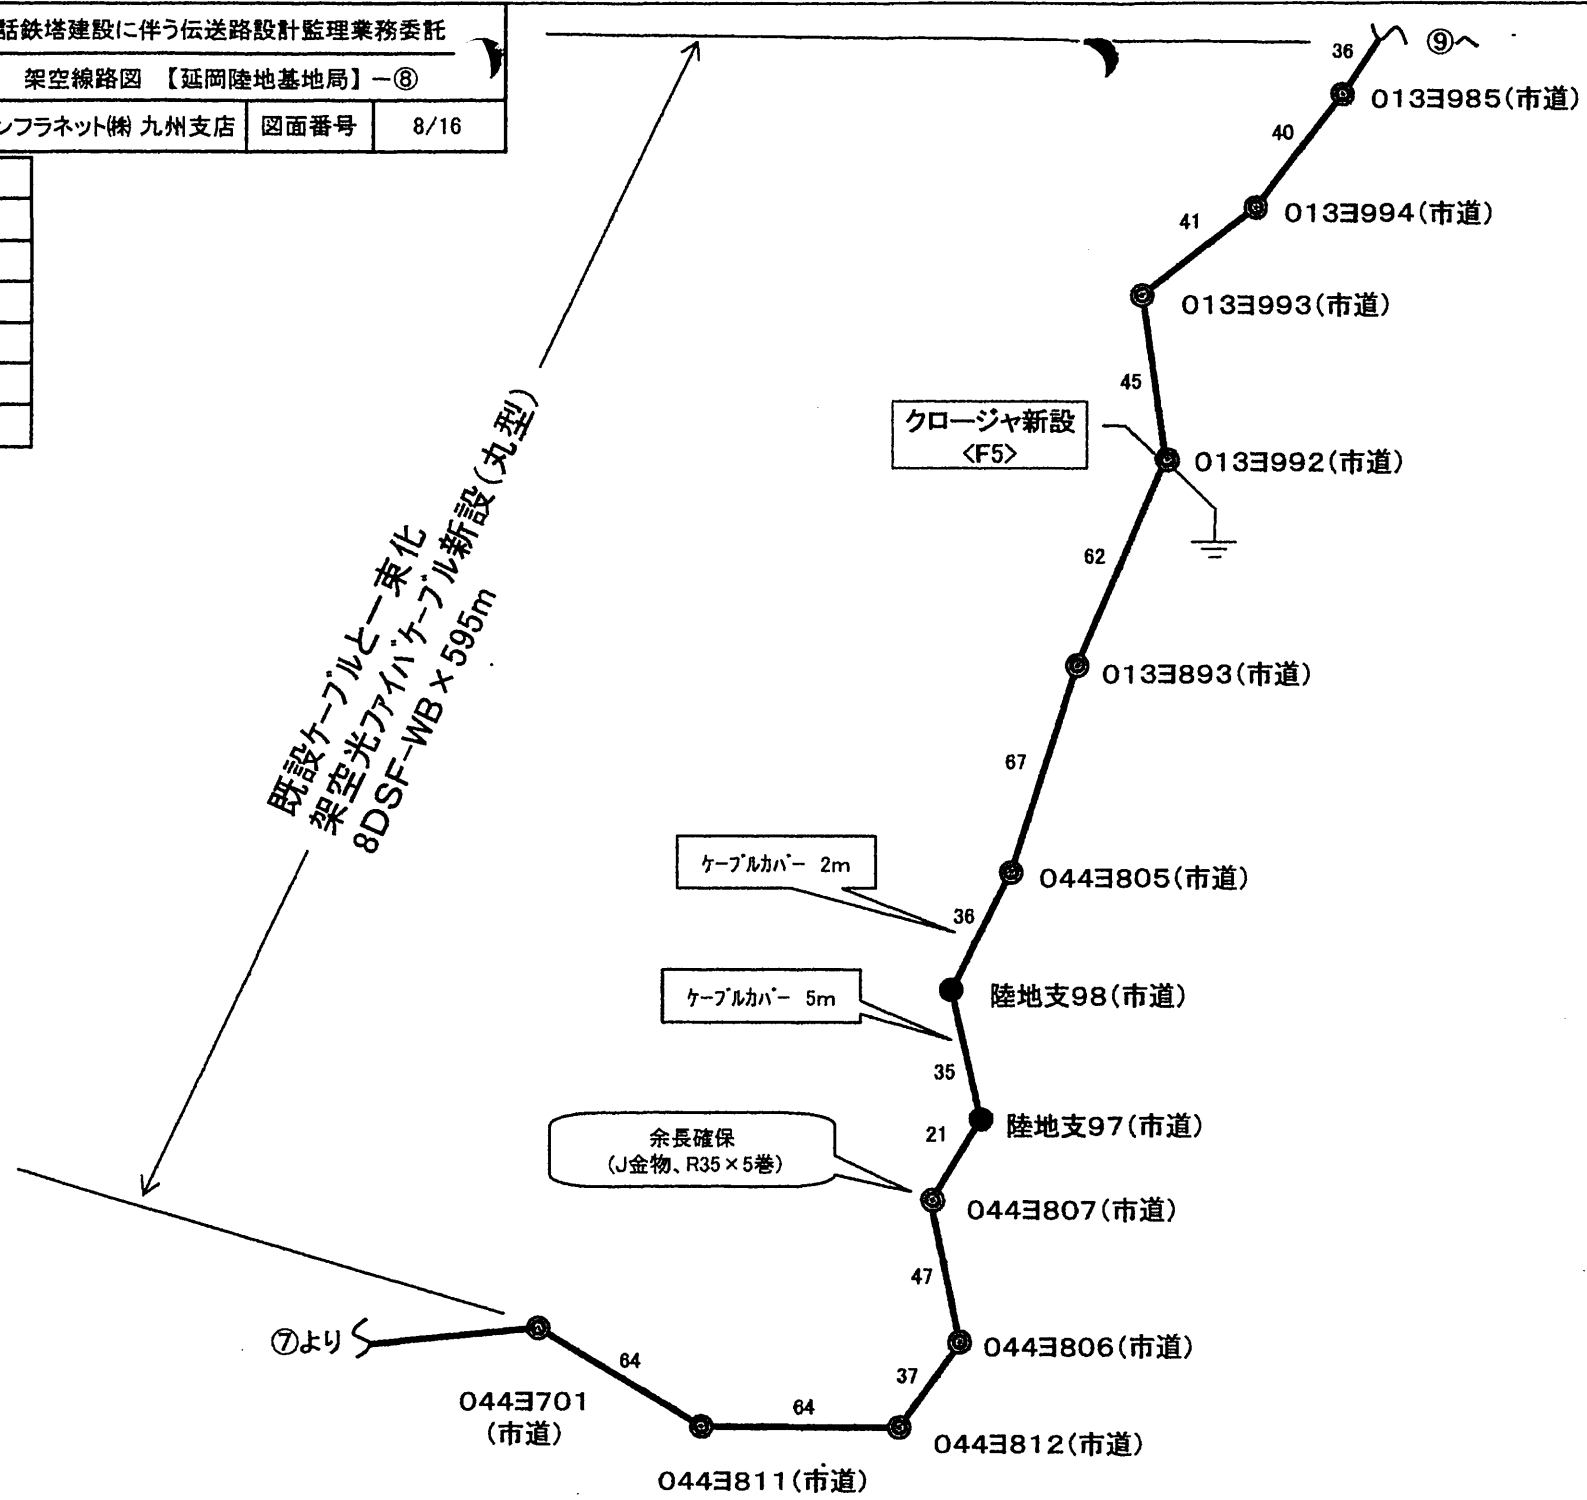 話鉄塔建設に伴う伝送路設計監理業務委託
架空線路図 【延岡陸地基地局】－⑧
ンフラネット㈱ 九州支店 図面番号 8/16
36
⑨へ
013ヨ985(市道)
40
013ヨ994(市道)
41
013ヨ993(市道)
45
クロージャ新設
<F5>
013ヨ992(市道)
62
013ヨ893(市道)
67
既設ケーブルと一束化
架空光ファイバケーブル新設(丸型)
8DSF-WB×595m
ケーブルカバー 2m
044ヨ805(市道)
36
ケーブルカバー 5m
陸地支98(市道)
35
陸地支97(市道)
21
余長確保
(J金物、R35×5巻)
044ヨ807(市道)
47
⑦より
044ヨ806(市道)
64
37
044ヨ701
(市道)
64
044ヨ812(市道)
044ヨ811(市道)